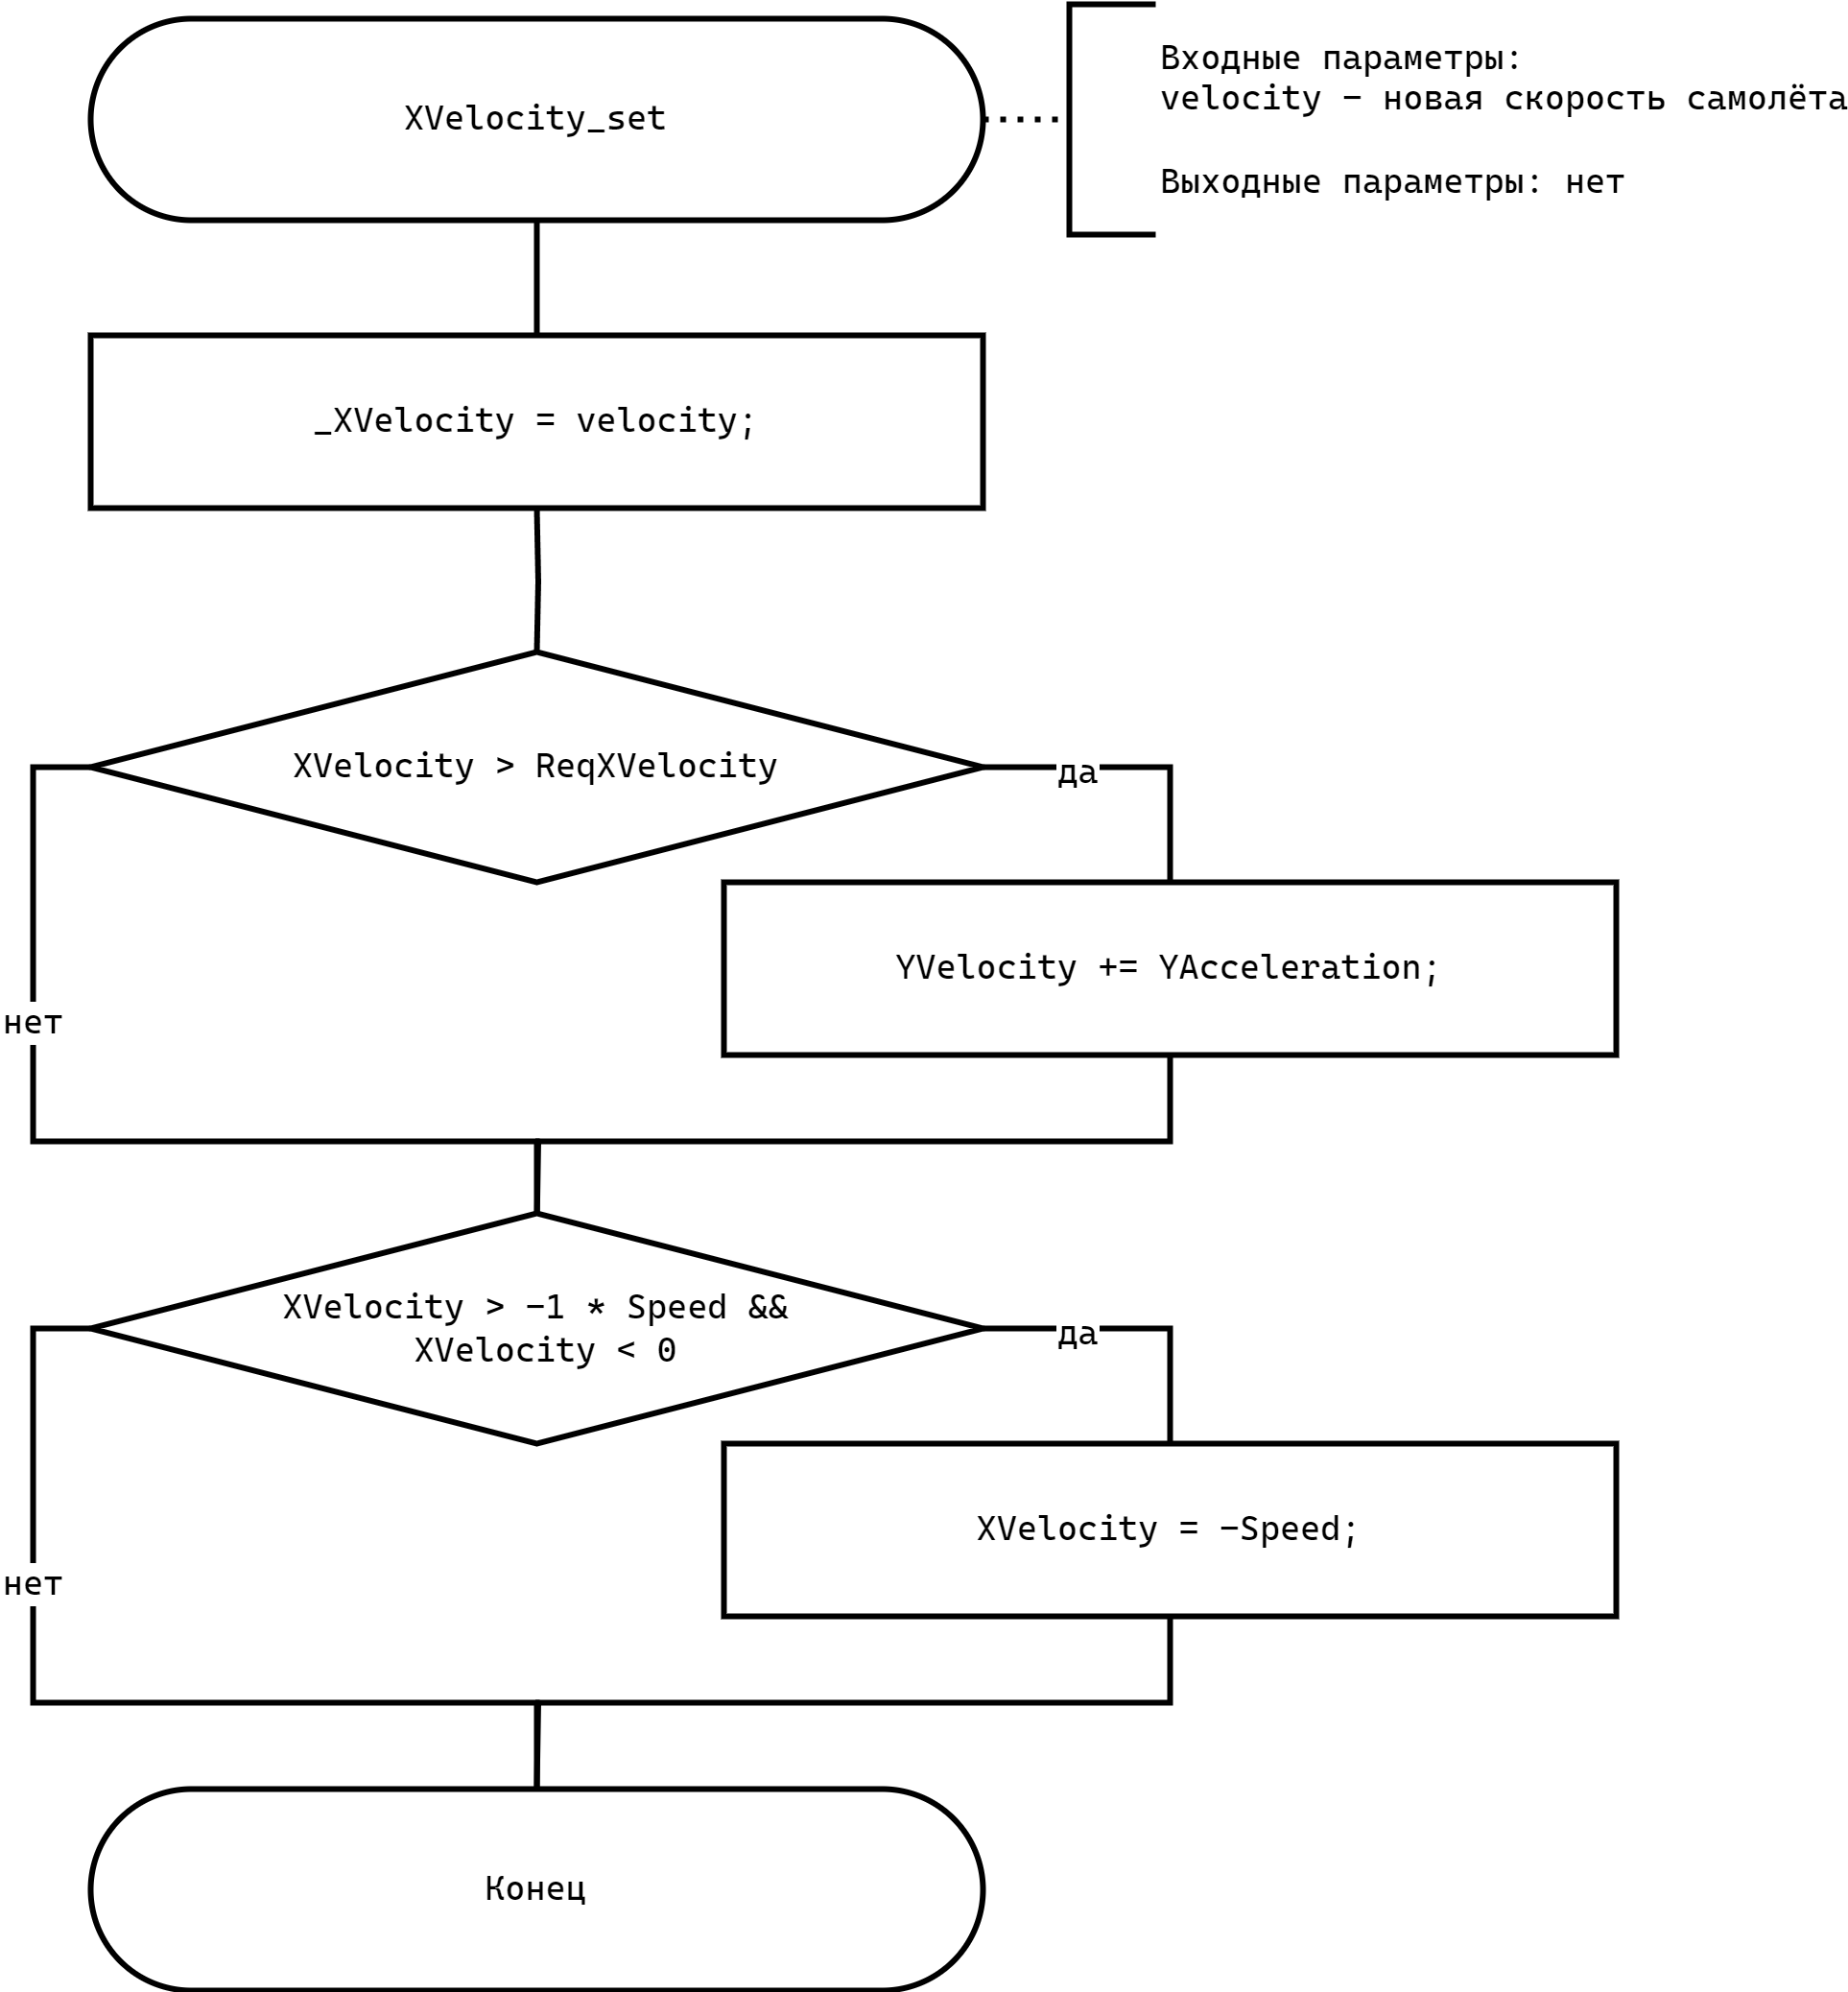 XVelocity_set
Входные параметры:
velocity - новая скорость самолёта
Выходные параметры: нет
_XVelocity = velocity;
XVelocity > ReqXVelocity
да
YVelocity += YAcceleration;
нет
XVelocity > -1 * Speed &&
XVelocity < 0
да
XVelocity = -Speed;
нет
Конец